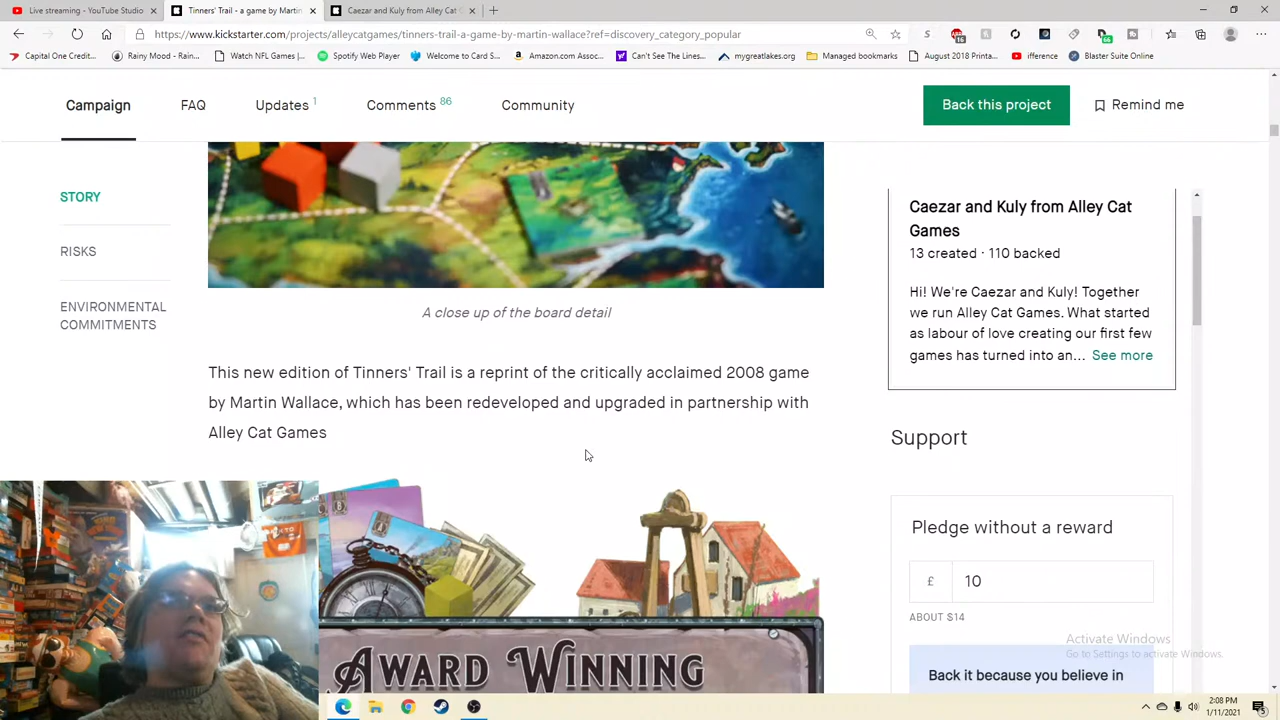 Live streaming - YouTube Studio
Tinners' Trail - a game by Martin
Caezar and Kuly from Alley Cat
https://www.kickstarter.com/projects/alleycatgames/tinners-trail-a-game-by-martin-wallace?ref=discovery_category_popular
Capital One Credit...
Rainy Mood - Rain...
Watch IFL Games |...
Spotify Web Player
Welcome to Card S...
Amazon.com Assoc...
Can't See The Lines...
mygreatlakes.org
Managed bookmarks
August 2018 Printa...
ifference
Blaster Suite Online
Campaign
FAQ
Updates 1
Comments 86
Community
Back this project
Remind me
STORY
RISKS
ENVIRONMENTAL
COMMITMENTS
A close up of the board detail
This new edition of Tinners' Trail is a reprint of the critically acclaimed 2008 game
by Martin Wallace, which has been redeveloped and upgraded in partnership with
Alley Cat Games
AWARD WINNING
Caezar and Kuly from Alley Cat
Games
13 created · 110 backed
Hi! We're Caezar and Kuly! Together
we run Alley Cat Games. What started
as labour of love creating our first few
games has turned into an... See more
Support
Pledge without a reward
£ 10
ABOUT $14
Back it because you believe in
Activate Windows
Go to Settings to activate Windows.
2:08 PM
1/11/2021